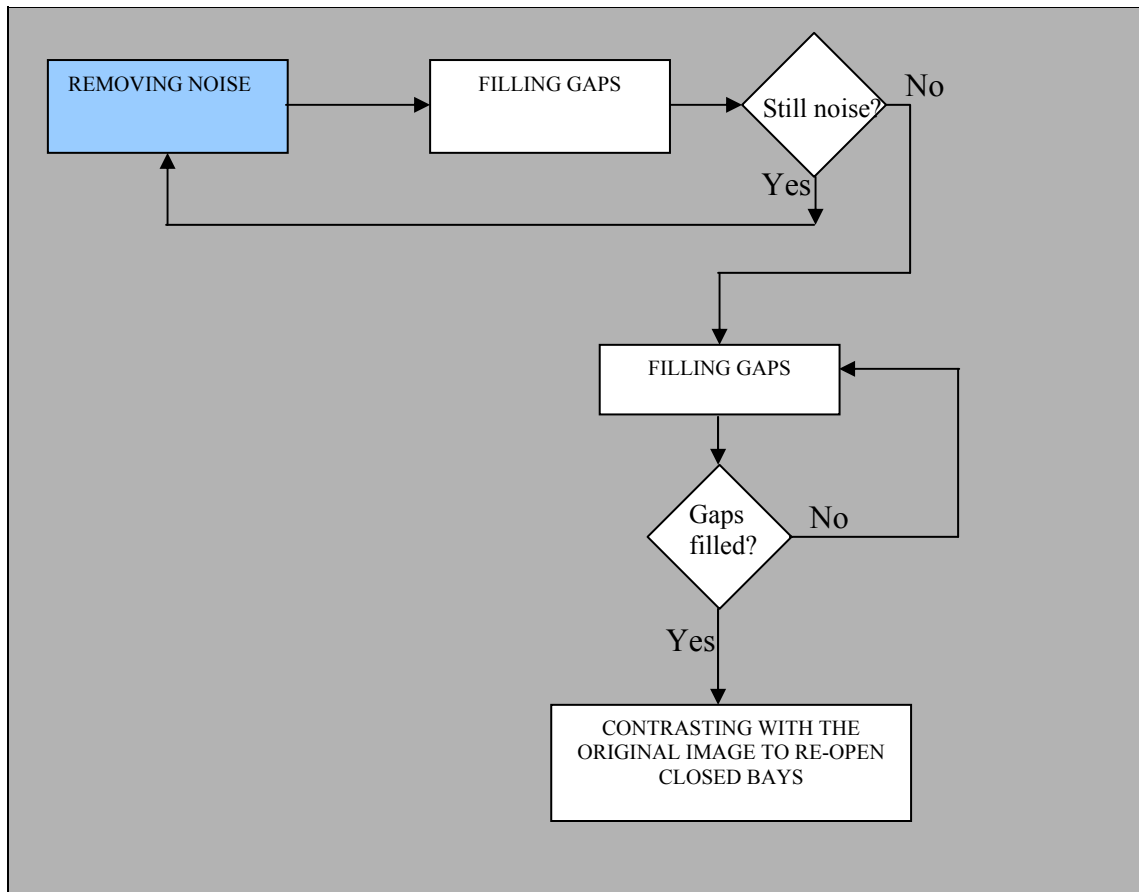 REMOVING NOISE
FILLING GAPS
Still noise?
No
Yes
FILLING GAPS
Gaps
filled?
No
Yes
CONTRASTING WITH THE
ORIGINAL IMAGE TO RE-OPEN
CLOSED BAYS